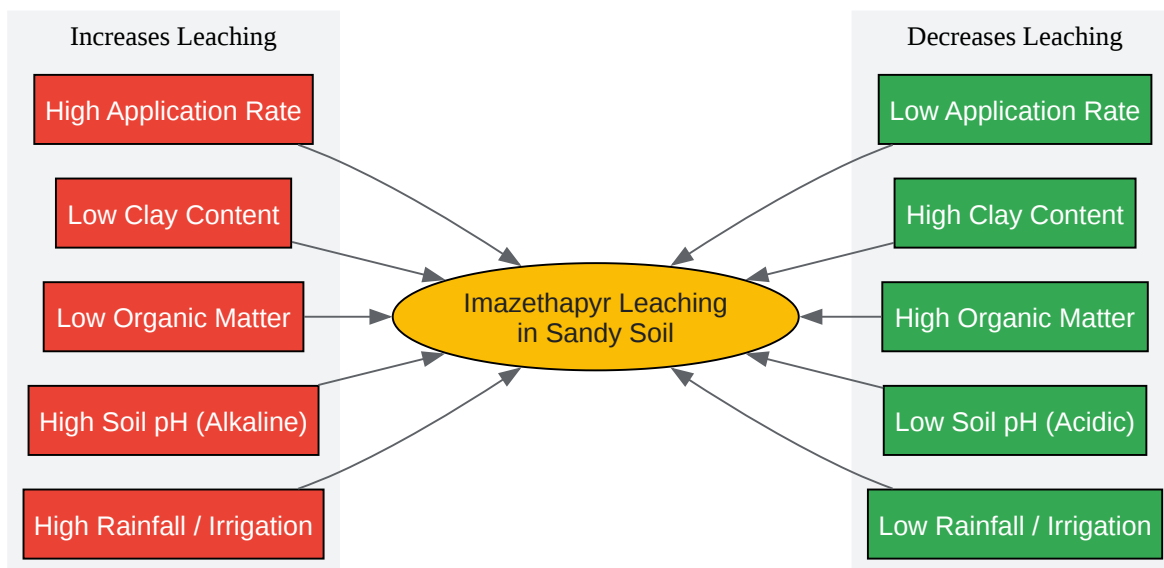 Increases Leaching
High Application Rate
Low Clay Content
Low Organic Matter
High Soil pH (Alkaline)
High Rainfall / Irrigation
Imazethapyr Leaching
in Sandy Soil
Decreases Leaching
Low Application Rate
High Clay Content
High Organic Matter
Low Soil pH (Acidic)
Low Rainfall / Irrigation